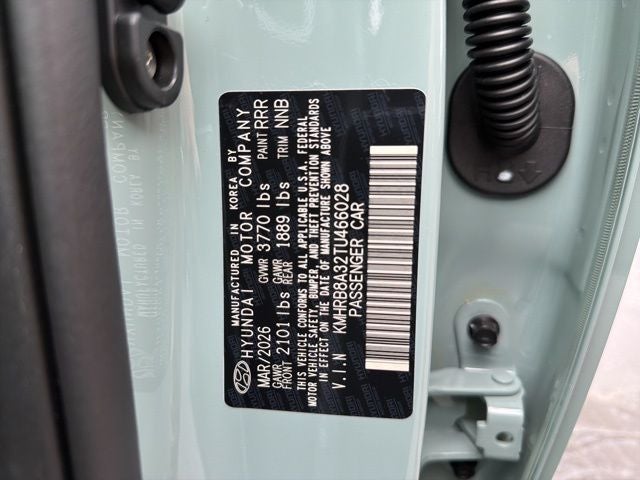 MANUFACTURED IN KOREA BY
HYUNDAI MOTOR COMPANY
MAR/2026 GVWR 3770 lbs PAINT RRR
GAWR FRONT 2101 lbs GAWR REAR 1889 lbs TRIM NNB
THIS VEHICLE CONFORMS TO ALL APPLICABLE U.S.A. FEDERAL
MOTOR VEHICLE SAFETY, BUMPER, AND THEFT PREVENTION STANDARDS
IN EFFECT ON THE DATE OF MANUFACTURE SHOWN ABOVE
V.I.N KMHRB8A32TU466028
PASSENGER CAR